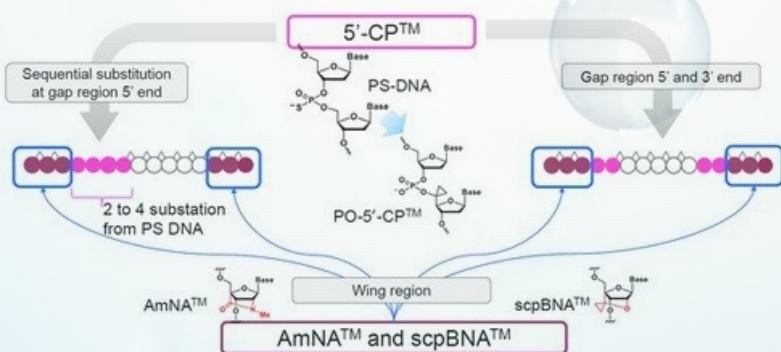 5'-CP™
Sequential substitution
at gap region 5' end
Gap region 5' and 3' end
Base
O
O
O
O=P-O
⁻S
Base
O
O
PS-DNA
Base
O
O
O=P-O
⁻O
Base
O
O
PO-5'-CP™
2 to 4 substation
from PS DNA
Wing region
AmNA™
Base
O
O
N
Me
O
scpBNA™
Base
O
O
O
AmNA™ and scpBNA™